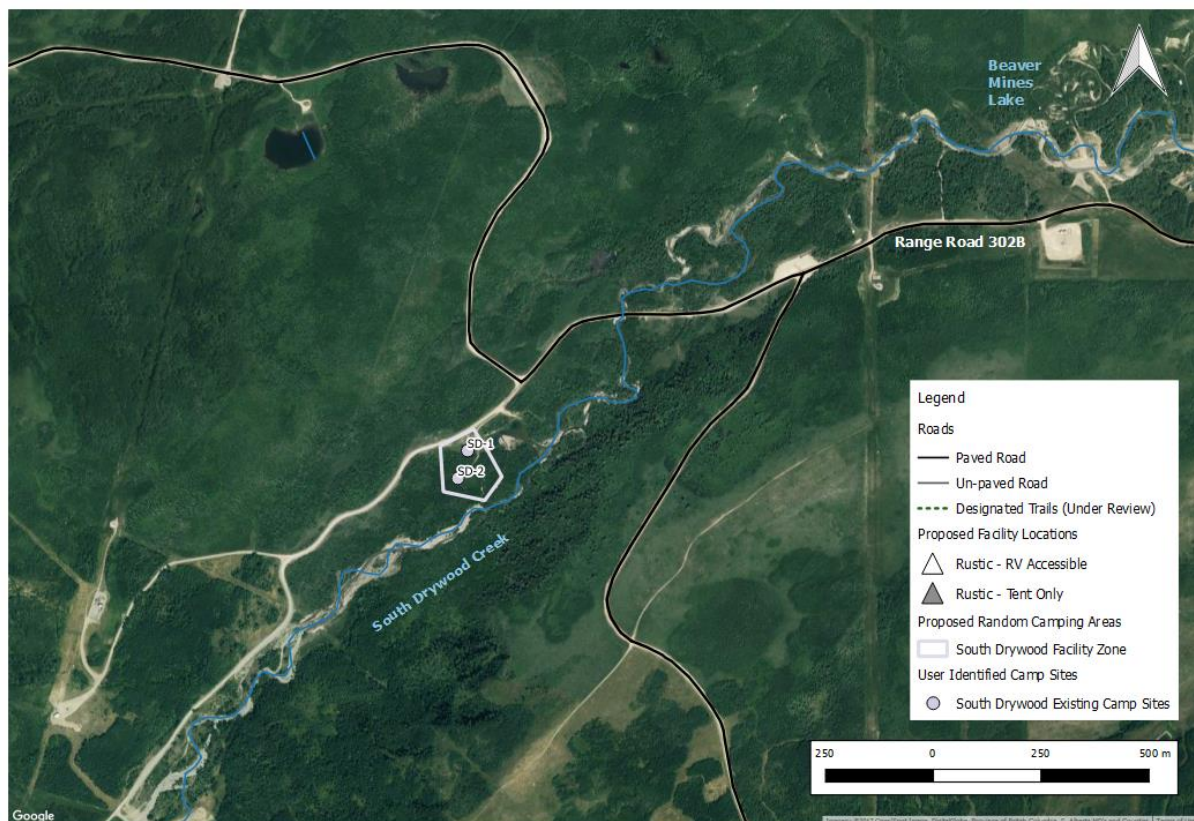 Beaver
Mines
Lake
Range Road 302B
SD-1
SD-2
South Drywood Creek
Legend
Roads
Paved Road
Un-paved Road
Designated Trails (Under Review)
Proposed Facility Locations
Rustic - RV Accessible
Rustic - Tent Only
Proposed Random Camping Areas
South Drywood Facility Zone
User Identified Camp Sites
South Drywood Existing Camp Sites
250 0 250 500 m
Google